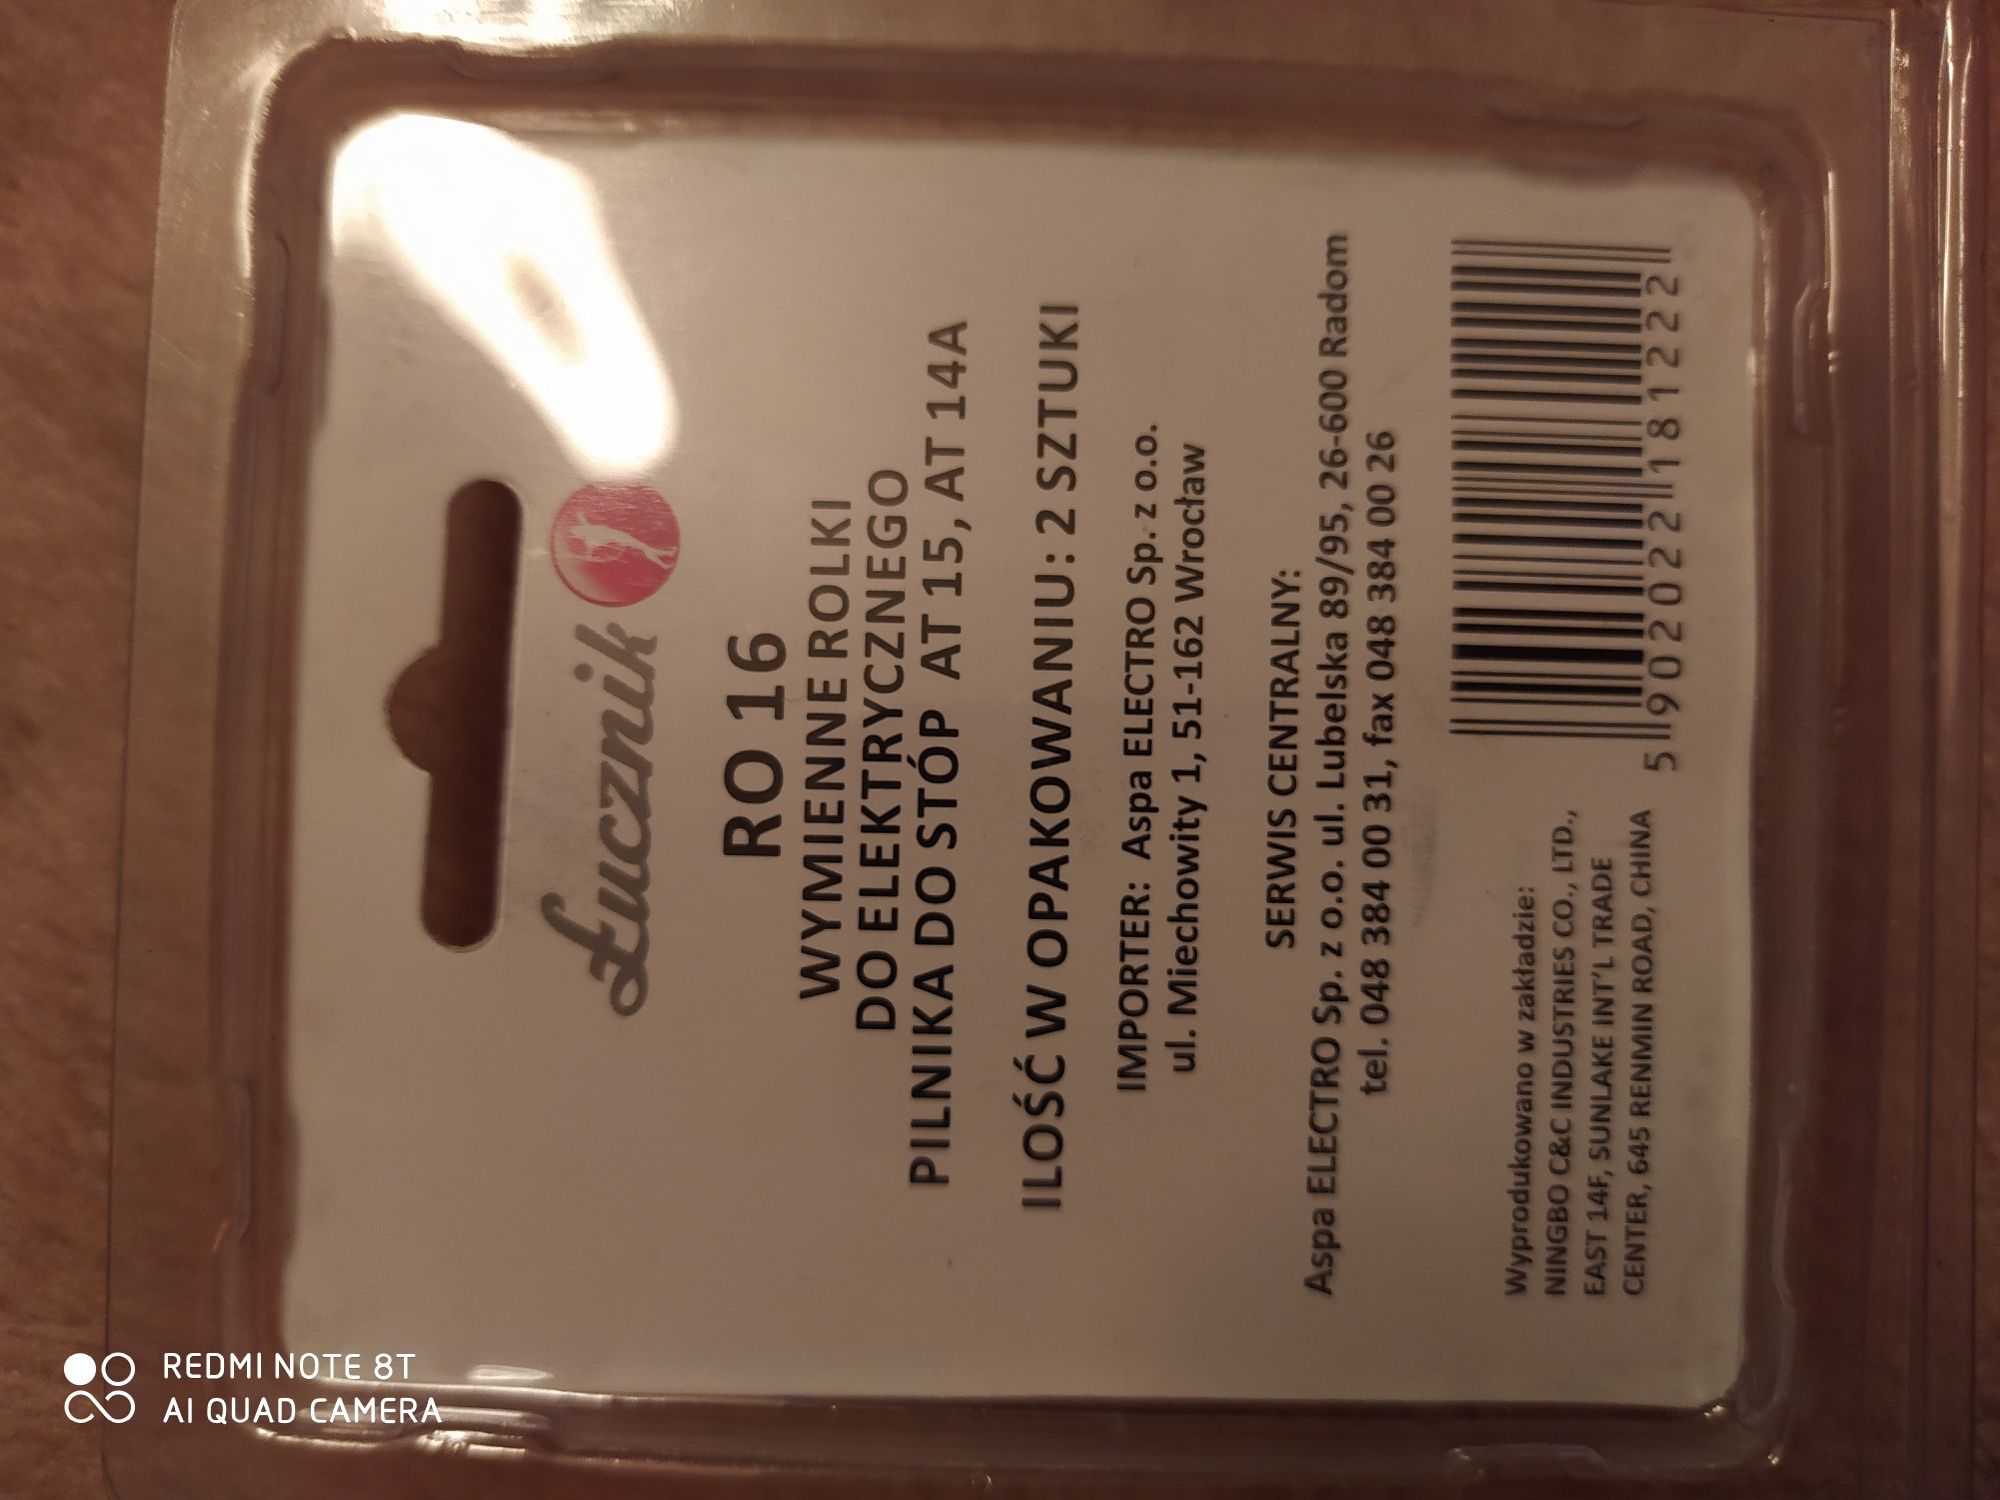 Łucznik
RO 16
WYMIENNE ROLKI
DO ELEKTRYCZNEGO
PILNIKA DO STÓP AT 15, AT 14A
ILOŚĆ W OPAKOWANIU: 2 SZTUKI
IMPORTER: Aspa ELECTRO Sp. z o.o.
ul. Miechowity 1, 51-162 Wrocław
SERWIS CENTRALNY:
Aspa ELECTRO Sp. z o.o. ul. Lubelska 89/95, 26-600 Radom
tel. 048 384 00 31, fax 048 384 00 26
Wyprodukowano w zakładzie:
NINGBO C&C INDUSTRIES CO., LTD.,
EAST 14F, SUNLAKE INT'L TRADE
CENTER, 645 RENMIN ROAD, CHINA
5 902022 181222
REDMI NOTE 8T
AI QUAD CAMERA